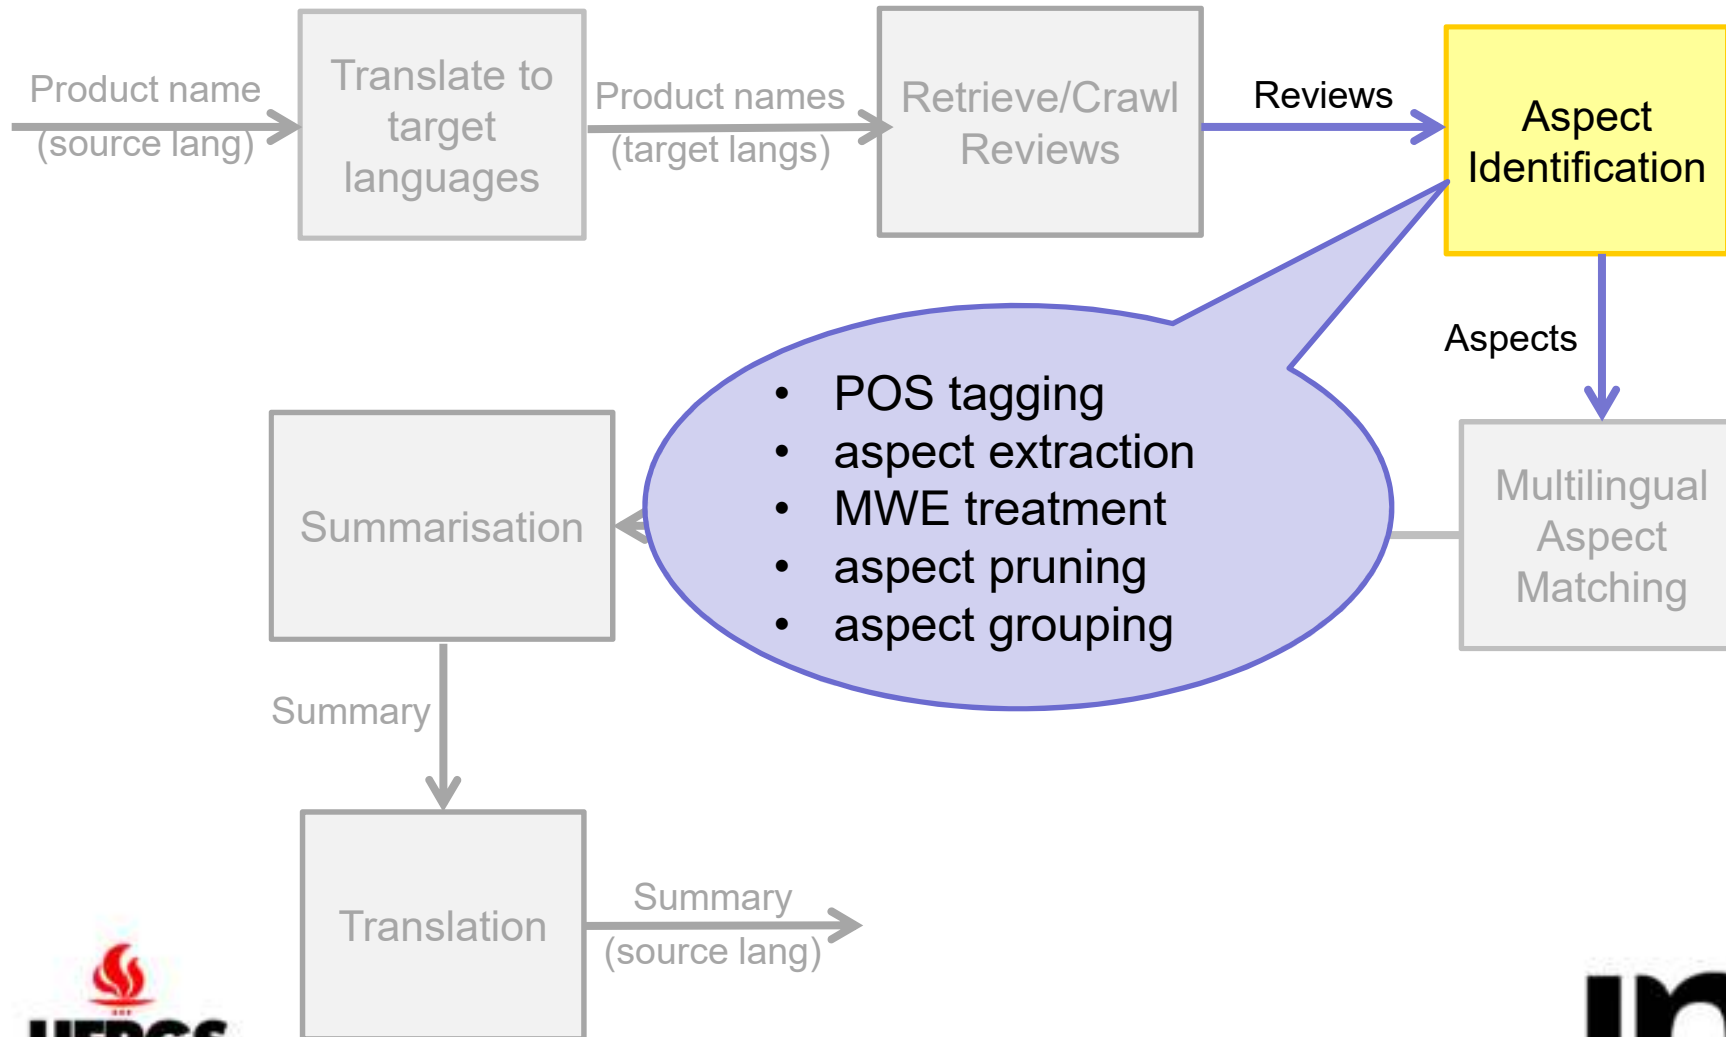 Product name
(source lang)
Translate to
target
languages
Product names
(target langs)
Retrieve/Crawl
Reviews
Reviews
Aspect
Identification
Aspects
• POS tagging
• aspect extraction
• MWE treatment
• aspect pruning
• aspect grouping
Multilingual
Aspect
Matching
Summarisation
Summary
Translation
Summary
(source lang)
UFRGS